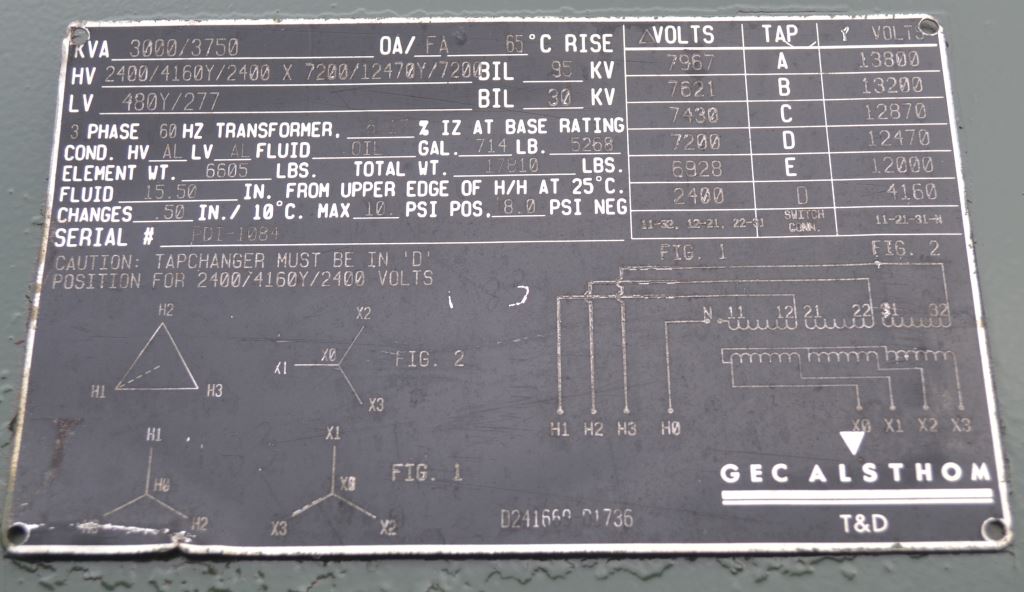 KVA 3000/3750 OA/ FA 65°C RISE
HV 2400/4160Y/2400 X 7200/12470Y/7200 BIL 95 KV
LV 480Y/277 BIL 30 KV
3 PHASE 60 HZ TRANSFORMER, % IZ AT BASE RATING
COND. HV AL LV AL FLUID OIL GAL. 714 LB. 5268
ELEMENT WT. 6605 LBS. TOTAL WT. 17810 LBS.
FLUID 15.50 IN. FROM UPPER EDGE OF H/H AT 25°C.
CHANGES .50 IN./ 10°C. MAX 10. PSI POS. 8.0 PSI NEG
SERIAL # PDI-1084
CAUTION: TAPCHANGER MUST BE IN 'D'
POSITION FOR 2400/4160Y/2400 VOLTS
△ VOLTS TAP Y VOLTS
7967 A 13800
7621 B 13200
7430 C 12870
7200 D 12470
6928 E 12000
2400 D 4160
11-32, 12-21, 22-31 SWITCH CONN. 11-21-31-N
FIG. 1 FIG. 2
N 11 12 21 22 31 32
H1 H2 H3 H0 X0 X1 X2 X3
H2 X2
X1 X0 FIG. 2
H1 H3 X3
H1 X1
H0 X0 FIG. 1
H3 H2 X3 X2
GEC ALSTHOM
T&D